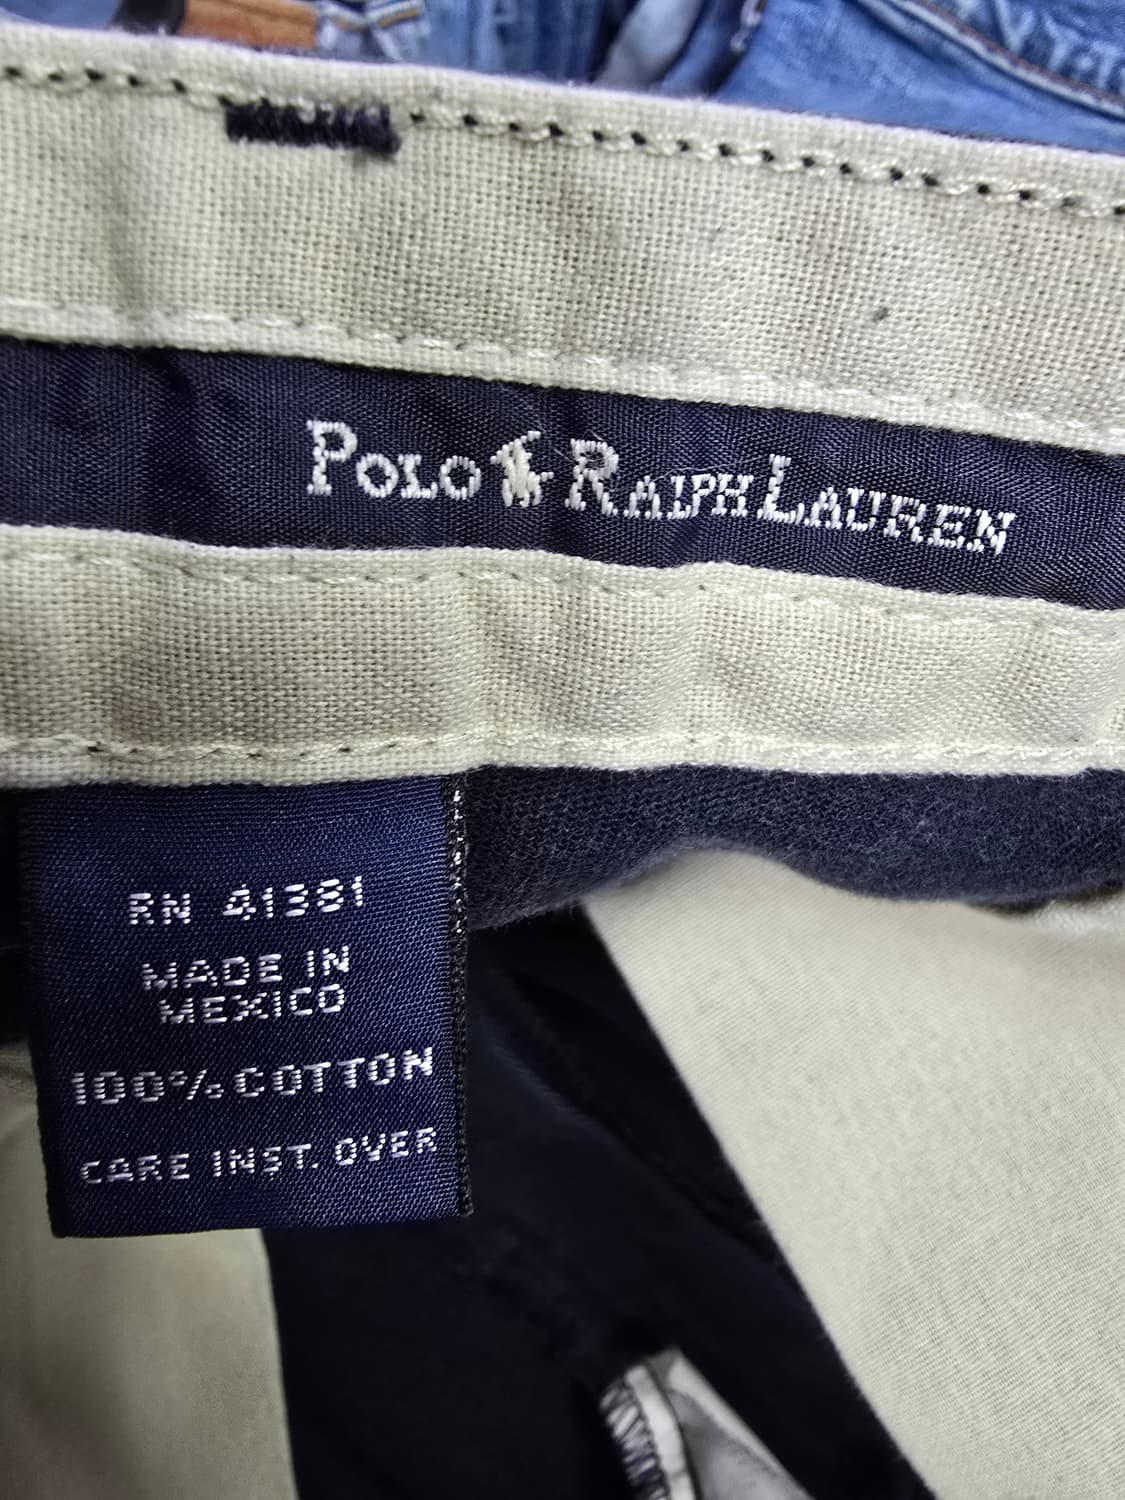 POLO RALPH LAUREN
RN 41381
MADE IN
MEXICO
100% COTTON
CARE INST. OVER